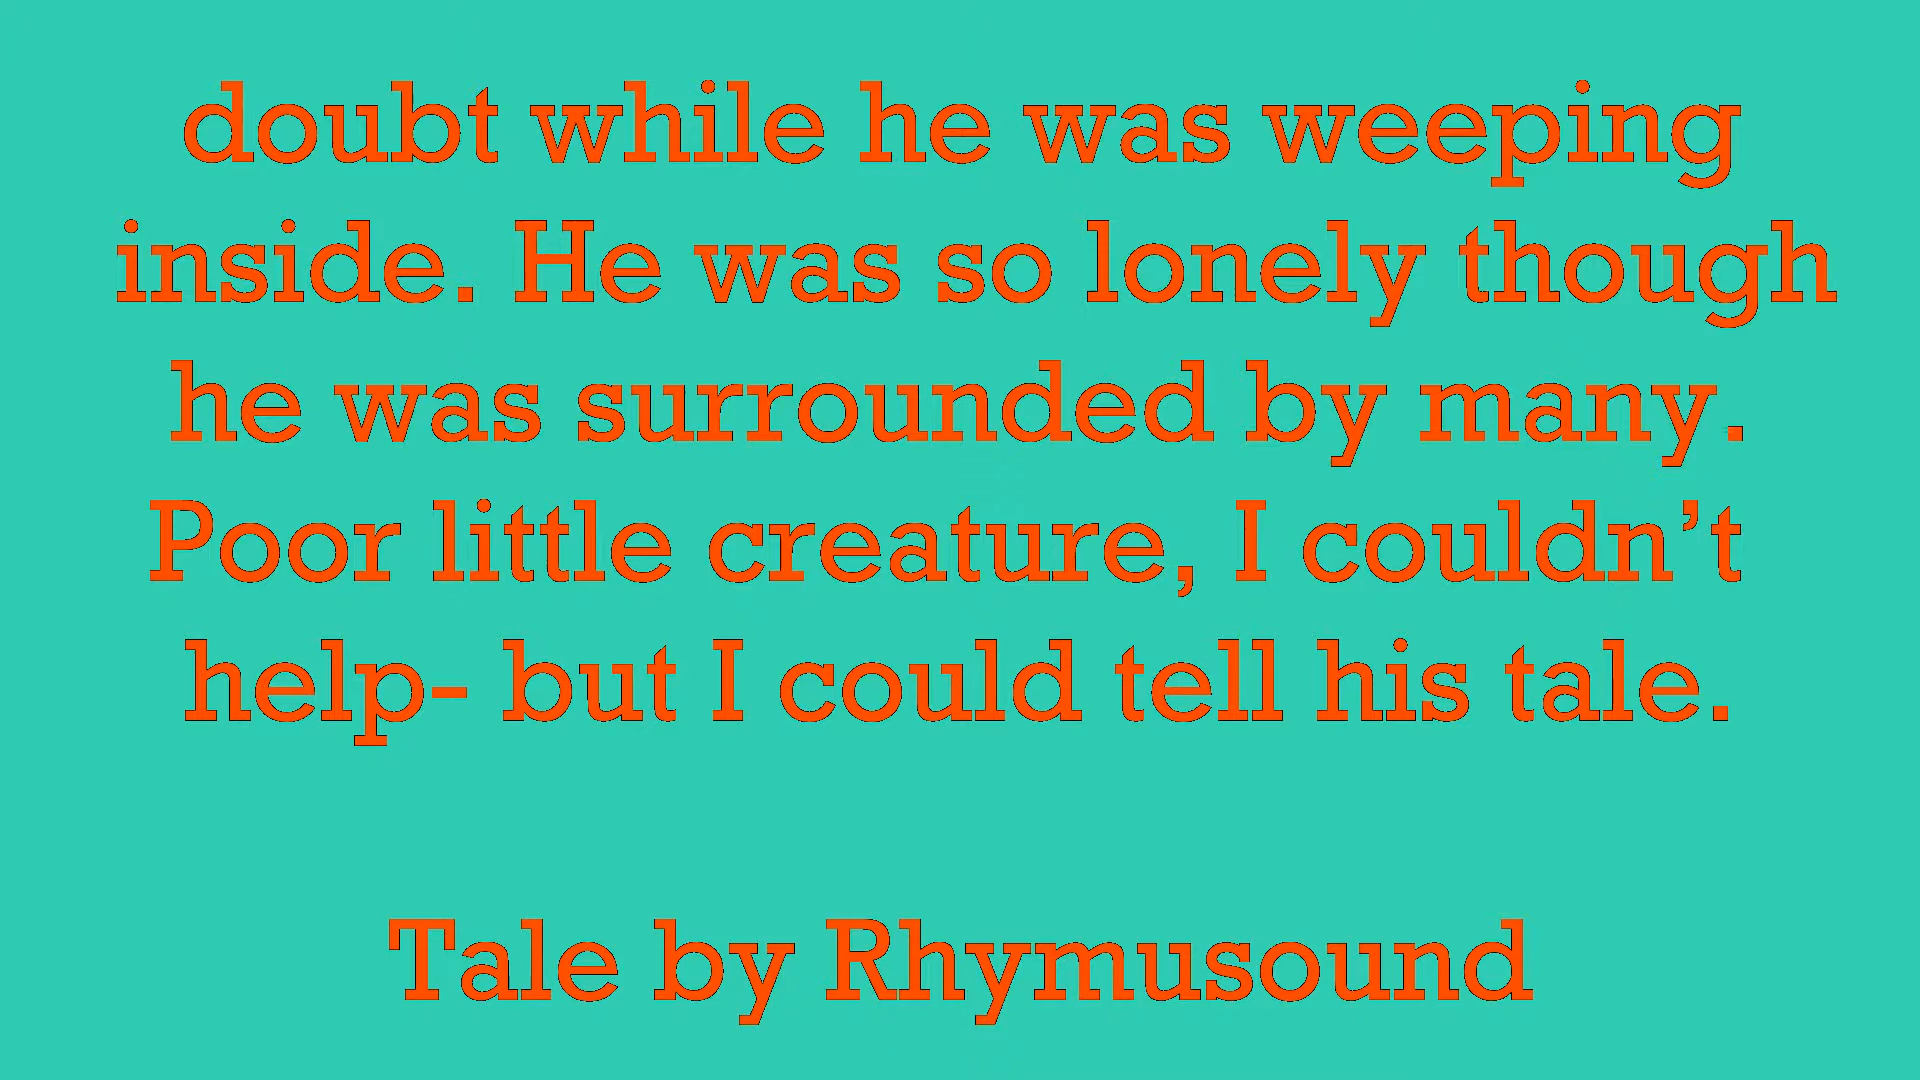 doubt while he was weeping
inside. He was so lonely though
he was surrounded by many.
Poor little creature, I couldn’t
help- but I could tell his tale.
Tale by Rhymusound